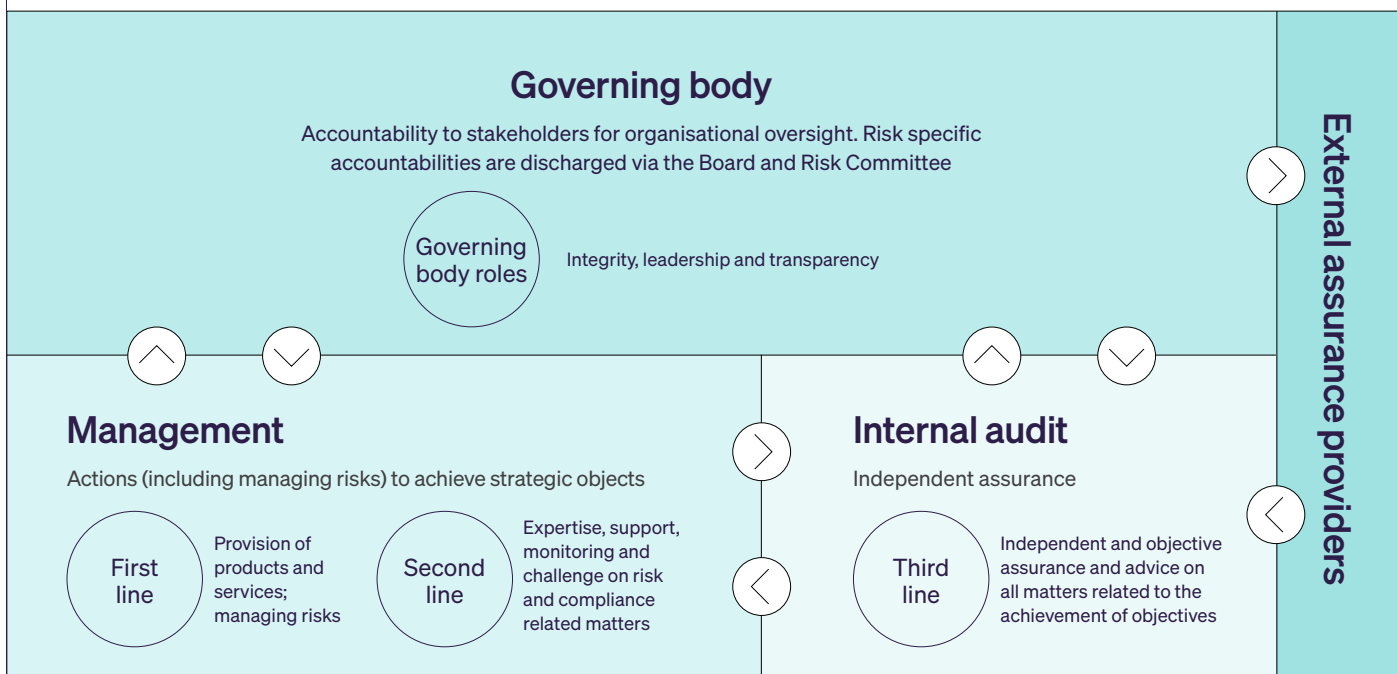 Governing body
Accountability to stakeholders for organisational oversight. Risk specific
accountabilities are discharged via the Board and Risk Committee
Governing
body roles
Integrity, leadership and transparency
Management
Actions (including managing risks) to achieve strategic objects
First
line
Provision of
products and
services;
managing risks
Second
line
Expertise, support,
monitoring and
challenge on risk
and compliance
related matters
Internal audit
Independent assurance
Third
line
Independent and objective
assurance and advice on
all matters related to the
achievement of objectives
External assurance providers